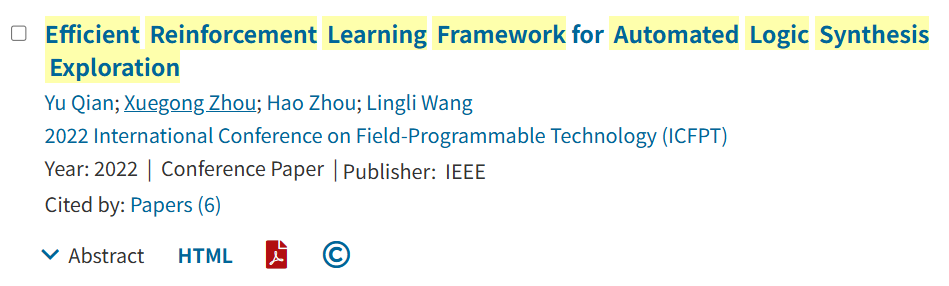 Efficient Reinforcement Learning Framework for Automated Logic Synthesis
Exploration
Yu Qian; Xuegong Zhou; Hao Zhou; Lingli Wang
2022 International Conference on Field-Programmable Technology (ICFPT)
Year: 2022 | Conference Paper | Publisher: IEEE
Cited by: Papers (6)
Abstract HTML ©